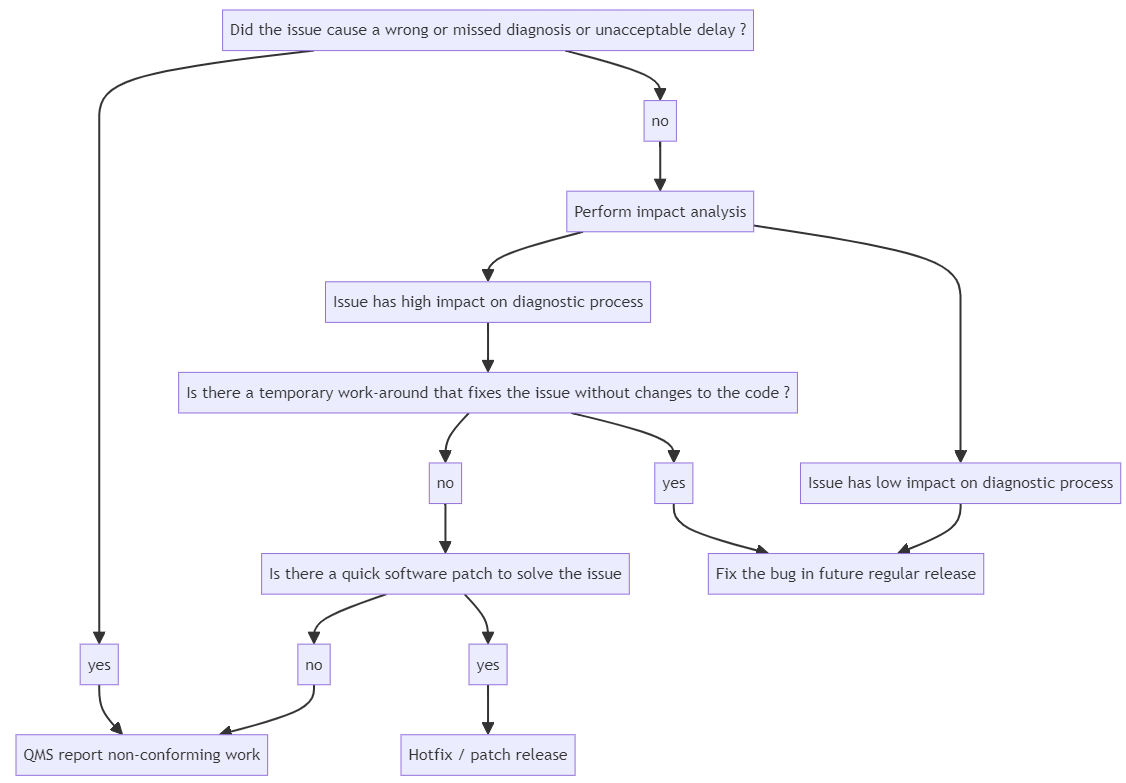 Did the issue cause a wrong or missed diagnosis or unacceptable delay ?
no
Perform impact analysis
Issue has high impact on diagnostic process
Is there a temporary work-around that fixes the issue without changes to the code ?
no
yes
Issue has low impact on diagnostic process
Is there a quick software patch to solve the issue
Fix the bug in future regular release
yes
no
yes
QMS report non-conforming work
Hotfix / patch release